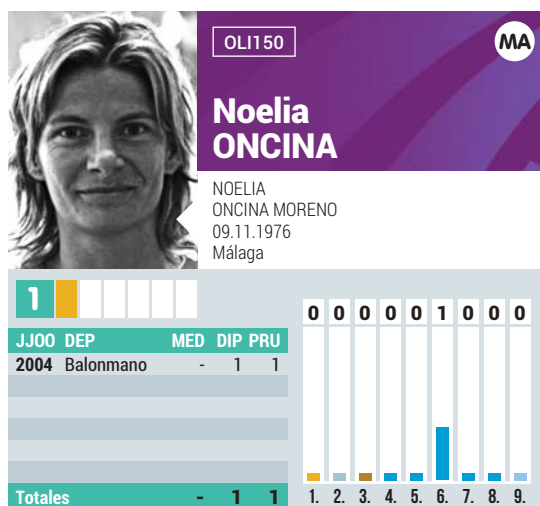 OLI150
MA
Noelia
ONCINA
NOELIA
ONCINA MORENO
09.11.1976
Málaga
1
JJOO DEP MED DIP PRU
2004 Balonmano - 1 1
Totales - 1 1
0 0 0 0 0 1 0 0 0
1. 2. 3. 4. 5. 6. 7. 8. 9.